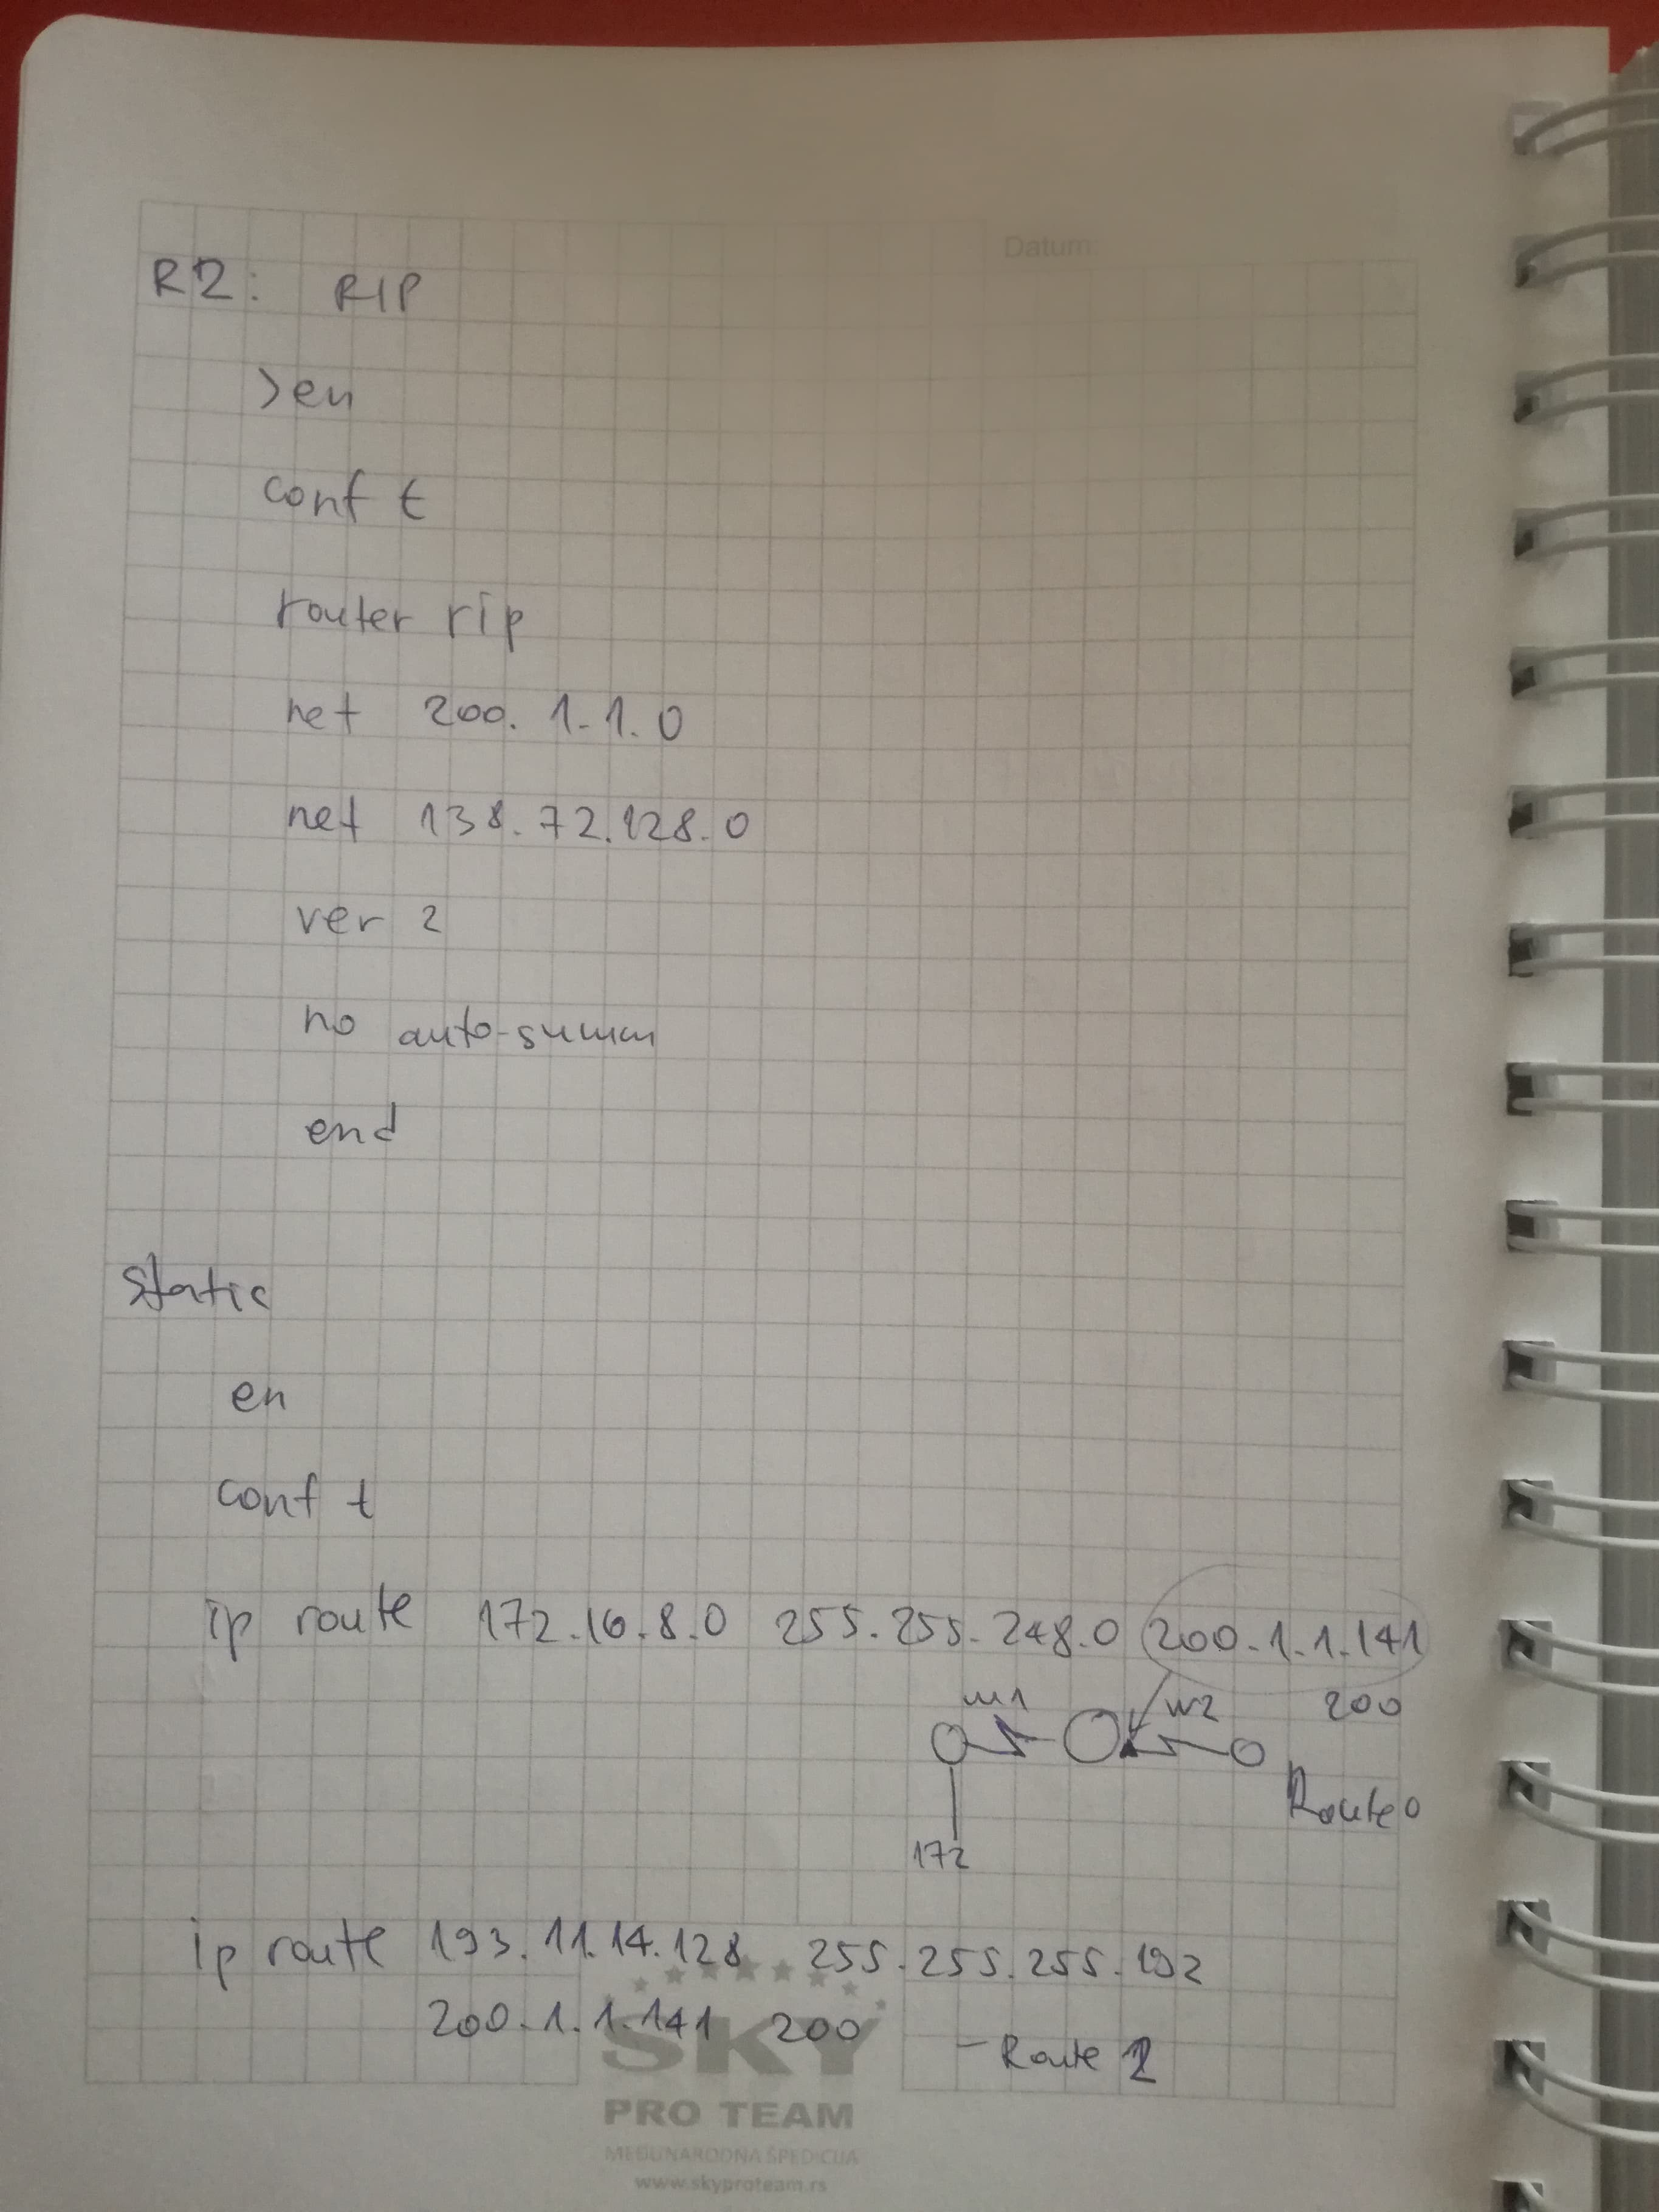 Datum:
R2: RIP
>en
conf t
router rip
net 200.1.1.0
net 138.72.128.0
ver 2
no auto-summ
end
Static
en
conf t
ip route 172.16.8.0 255.255.248.0 200.1.1.141
200
W1 W2
Route 0
172
ip route 193.11.14.128 255.255.255.192
200.1.1.141 200
- Route 2
SKY
PRO TEAM
MEĐUNARODNA ŠPEDICIJA
www.skyproteam.rs